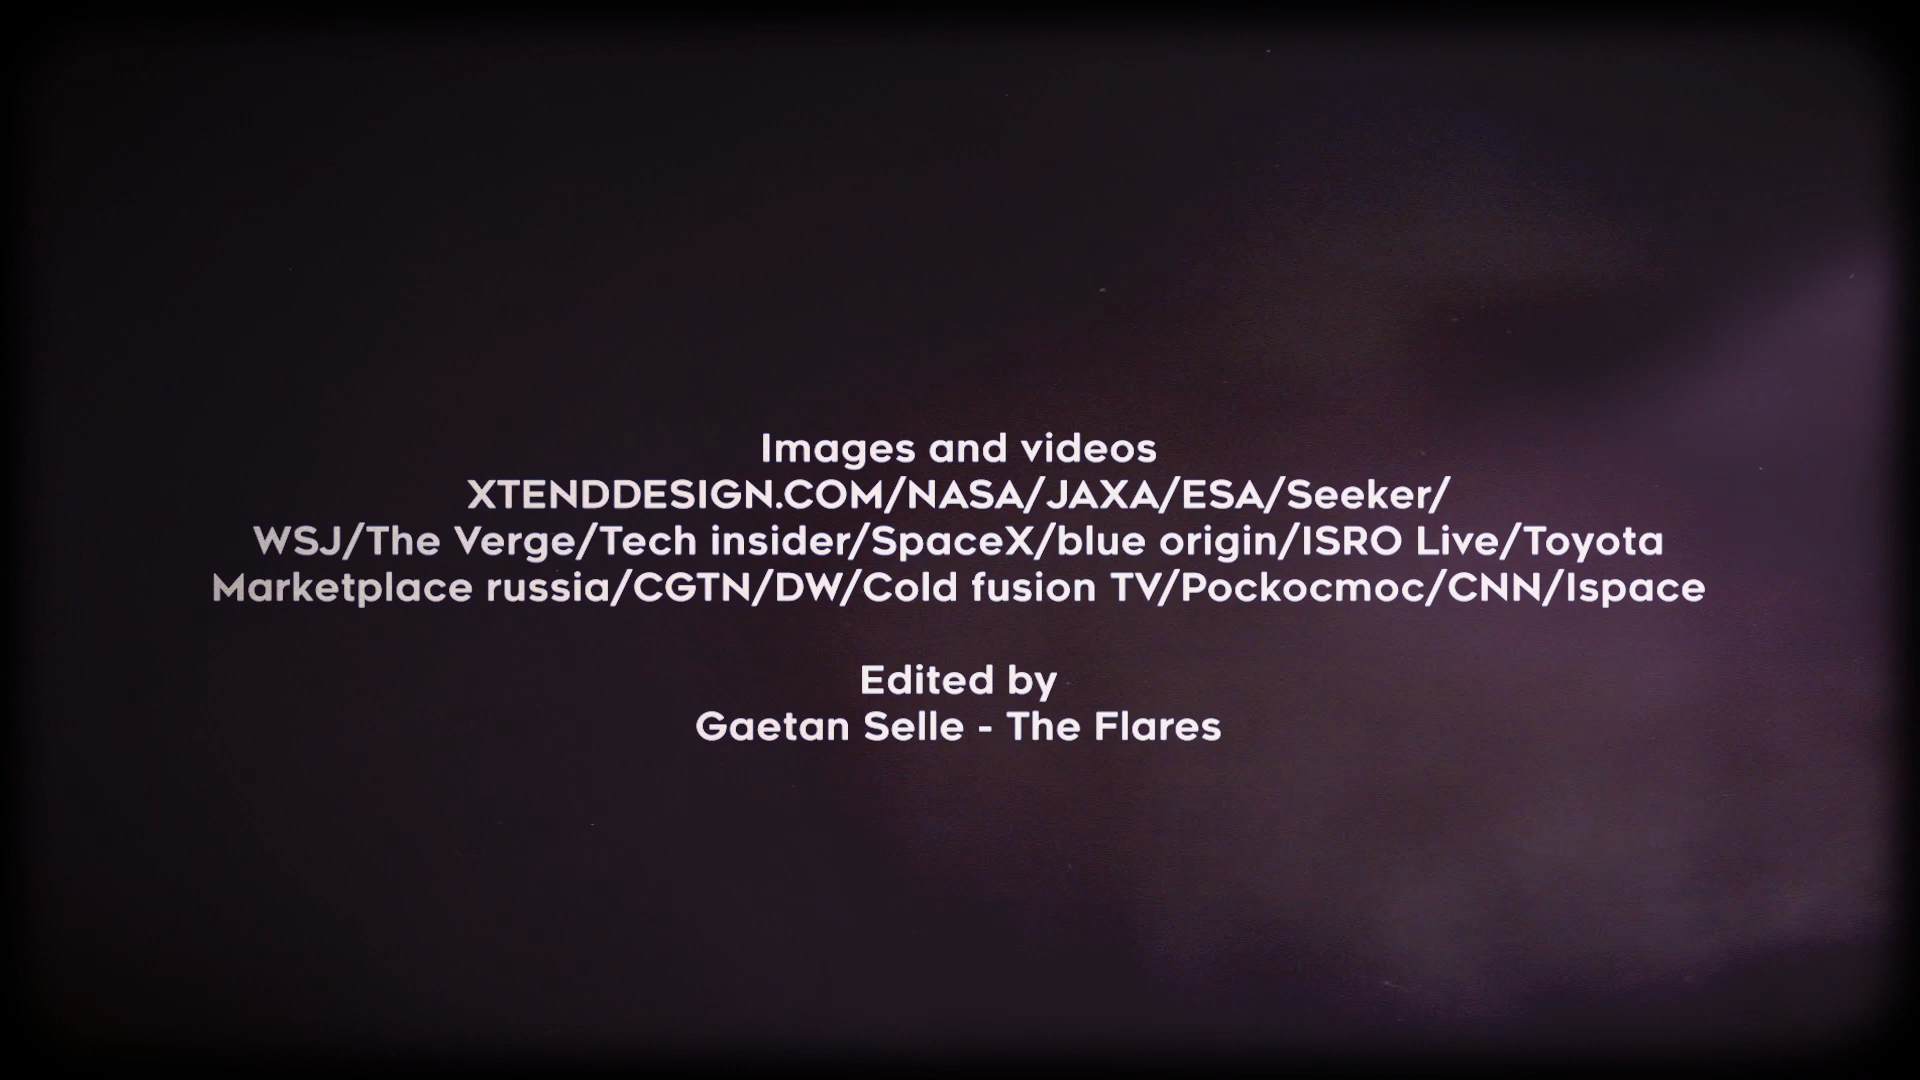 Images and videos
XTENDDESIGN.COM/NASA/JAXA/ESA/Seeker/
WSJ/The Verge/Tech insider/SpaceX/blue origin/ISRO Live/Toyota
Marketplace russia/CGTN/DW/Cold fusion TV/Pockocmoc/CNN/Ispace
Edited by
Gaetan Selle - The Flares